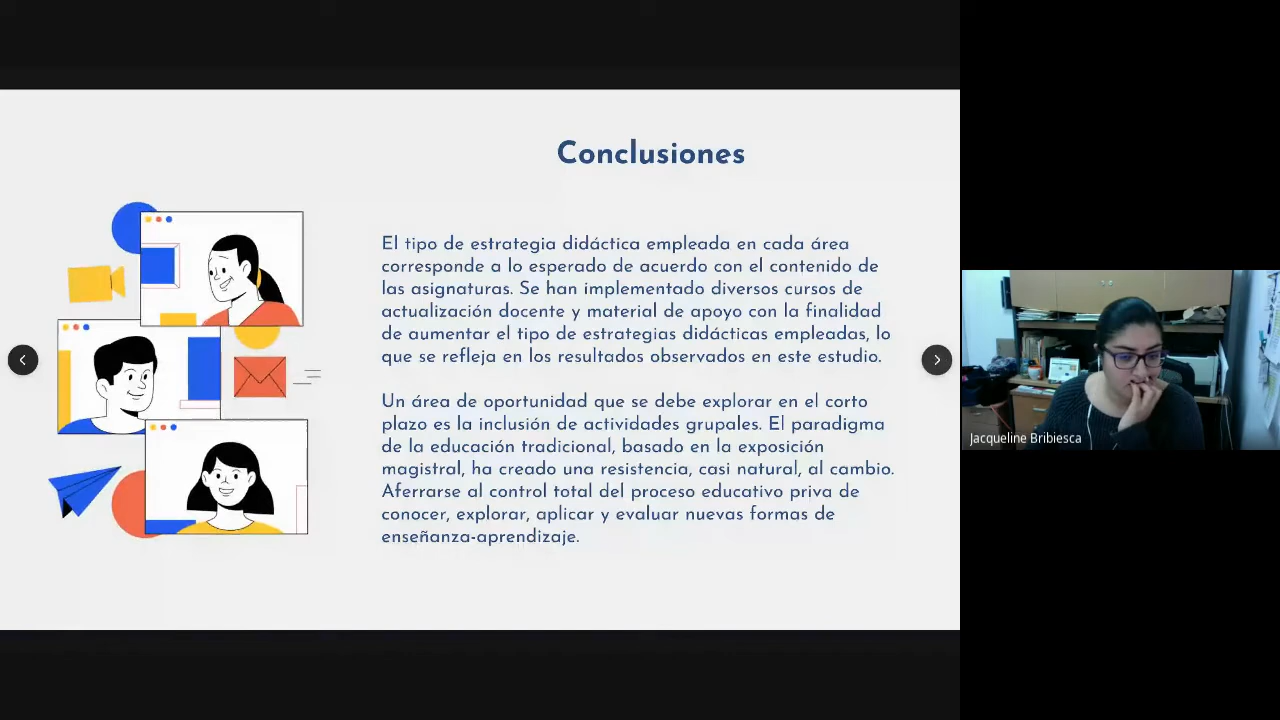 Conclusiones
El tipo de estrategia didáctica empleada en cada área
corresponde a lo esperado de acuerdo con el contenido de
las asignaturas. Se han implementado diversos cursos de
actualización docente y material de apoyo con la finalidad
de aumentar el tipo de estrategias didácticas empleadas, lo
que se refleja en los resultados observados en este estudio.
Un área de oportunidad que se debe explorar en el corto
plazo es la inclusión de actividades grupales. El paradigma
de la educación tradicional, basado en la exposición
magistral, ha creado una resistencia, casi natural, al cambio.
Aferrarse al control total del proceso educativo priva de
conocer, explorar, aplicar y evaluar nuevas formas de
enseñanza-aprendizaje.
Jacqueline Bribiesca